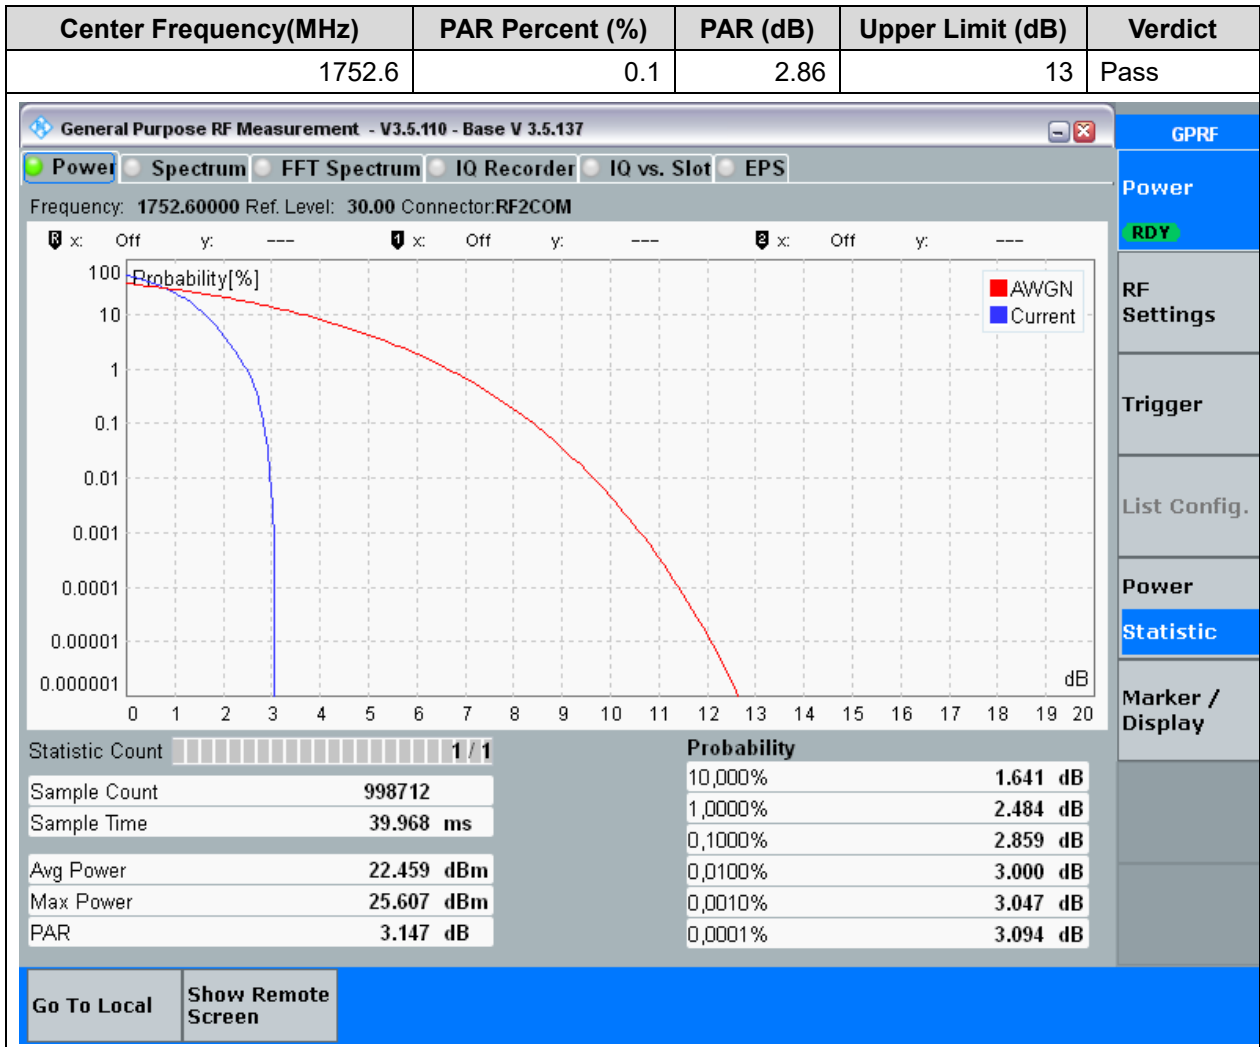 Center Frequency(MHz) PAR Percent (%) PAR (dB) Upper Limit (dB) Verdict
1752.6 0.1 2.86 13 Pass
General Purpose RF Measurement - V3.5.110 - Base V 3.5.137
GPRF
Power Spectrum FFT Spectrum IQ Recorder IQ vs. Slot EPS
Power
RDY
Frequency: 1752.60000 Ref. Level: 30.00 Connector:RF2COM
R x: Off y: --- 1 x: Off y: --- 2 x: Off y: ---
Probability[%]
100
10
1
0.1
0.01
0.001
0.0001
0.00001
0.000001
AWGN
Current
dB
0 1 2 3 4 5 6 7 8 9 10 11 12 13 14 15 16 17 18 19 20
RF
Settings
Trigger
List Config.
Power
Statistic
Marker /
Display
Statistic Count 1 / 1
Sample Count 998712
Sample Time 39.968 ms
Avg Power 22.459 dBm
Max Power 25.607 dBm
PAR 3.147 dB
Probability
10,000% 1.641 dB
1,0000% 2.484 dB
0,1000% 2.859 dB
0,0100% 3.000 dB
0,0010% 3.047 dB
0,0001% 3.094 dB
Go To Local
Show Remote
Screen